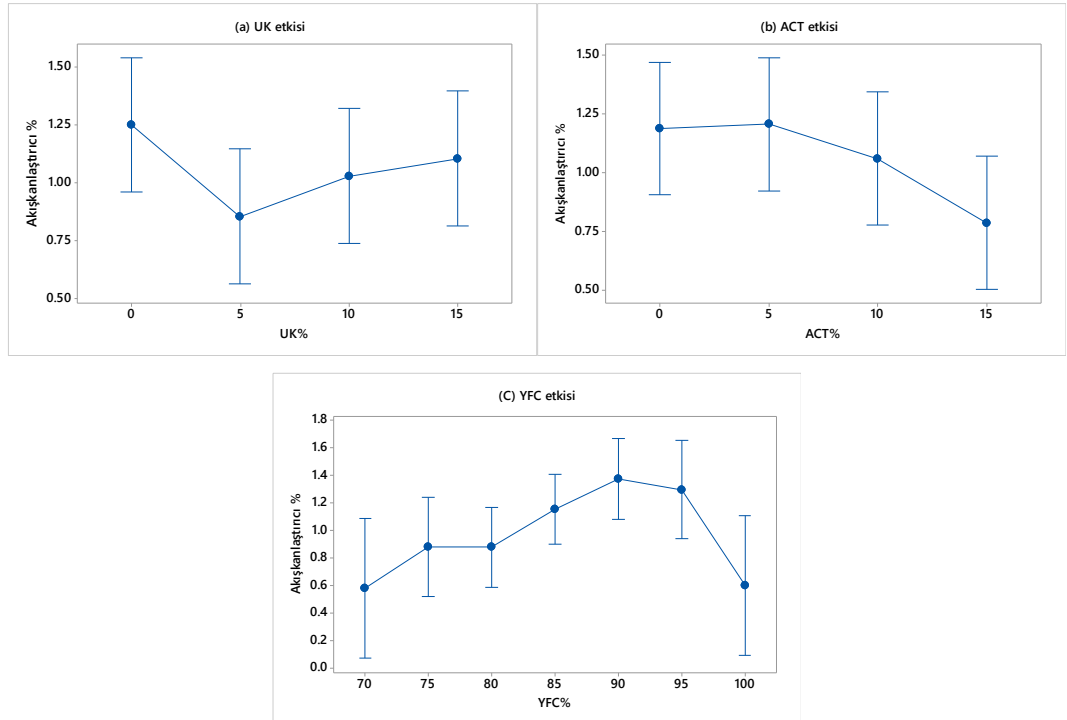 (a) UK etkisi
Akışkanlaştırıcı %
1.50
1.25
1.00
0.75
0.50
0 5 10 15
UK%
(b) ACT etkisi
Akışkanlaştırıcı %
1.50
1.25
1.00
0.75
0.50
0 5 10 15
ACT%
(C) YFC etkisi
Akışkanlaştırıcı %
1.8
1.6
1.4
1.2
1.0
0.8
0.6
0.4
0.2
0.0
70 75 80 85 90 95 100
YFC%